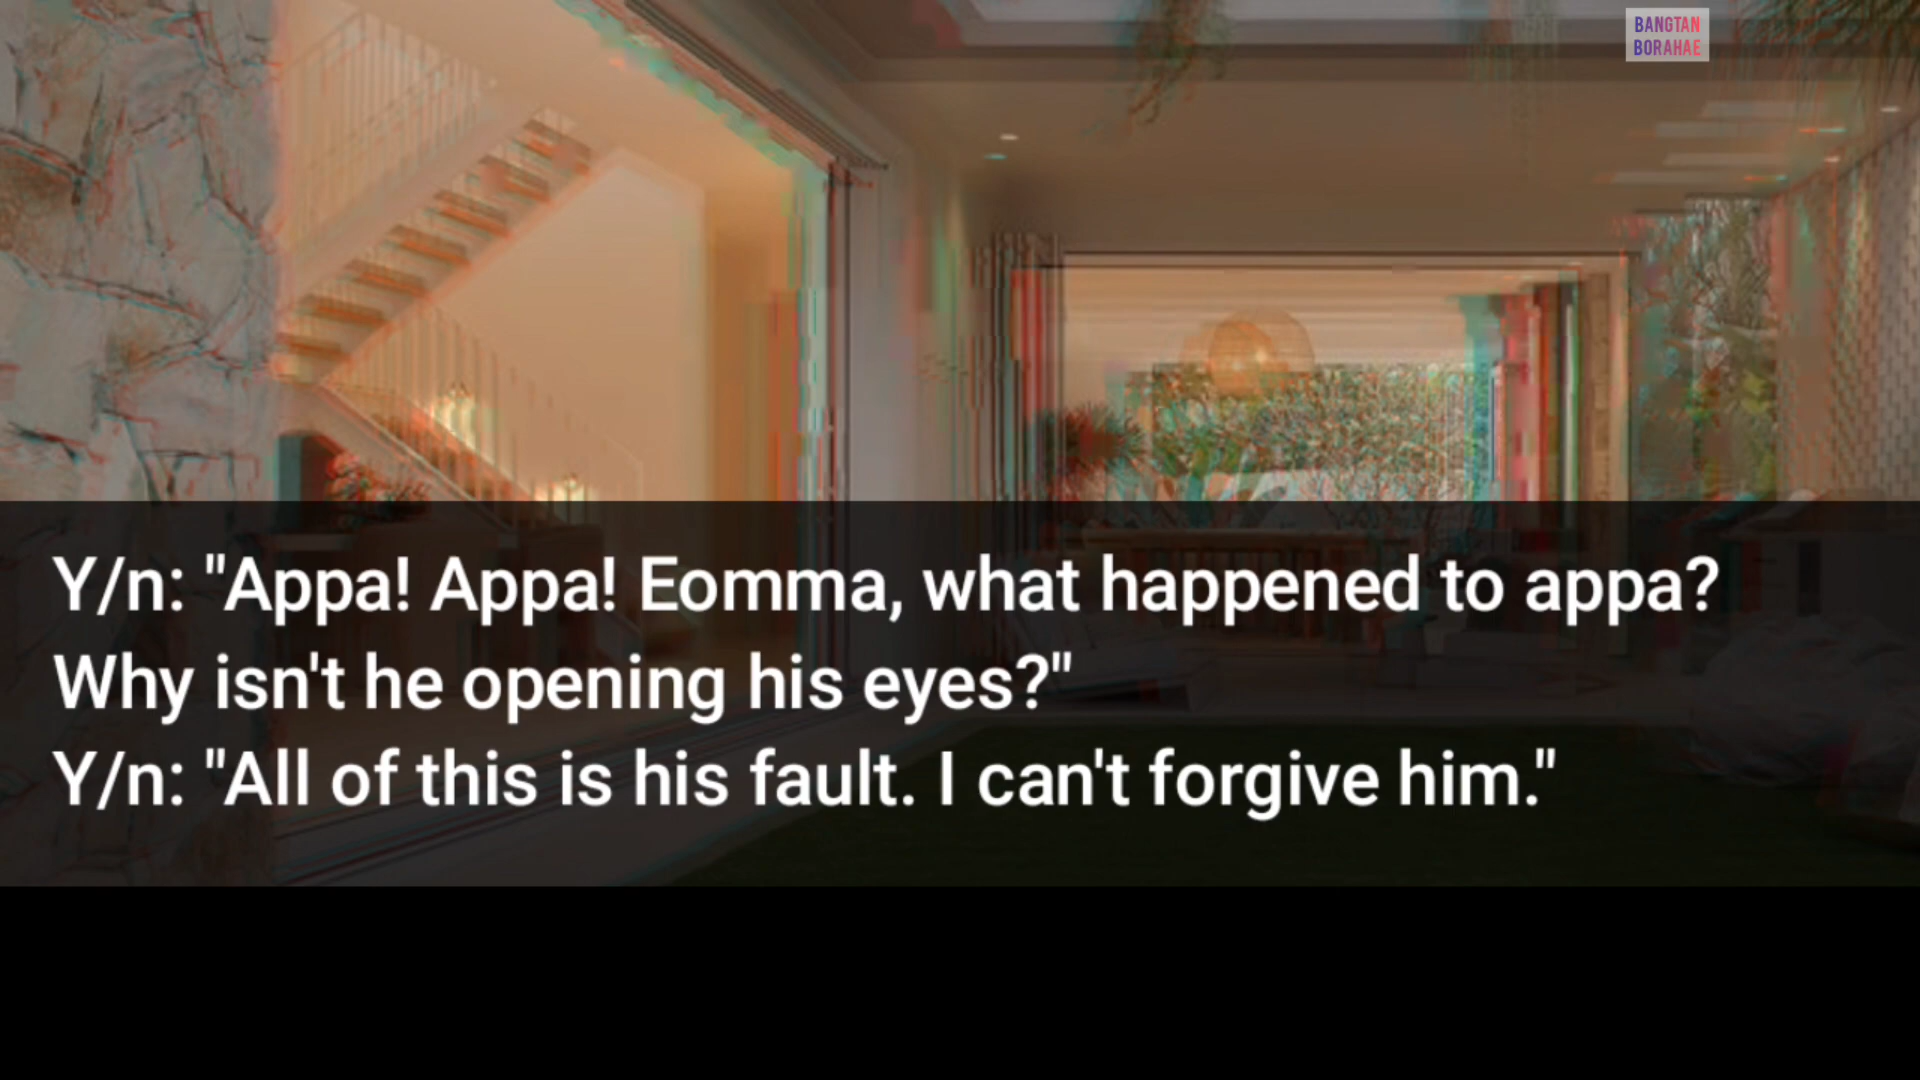 BANGTAN
BORAHAE
Y/n: "Appa! Appa! Eomma, what happened to appa?
Why isn't he opening his eyes?"
Y/n: "All of this is his fault. I can't forgive him."